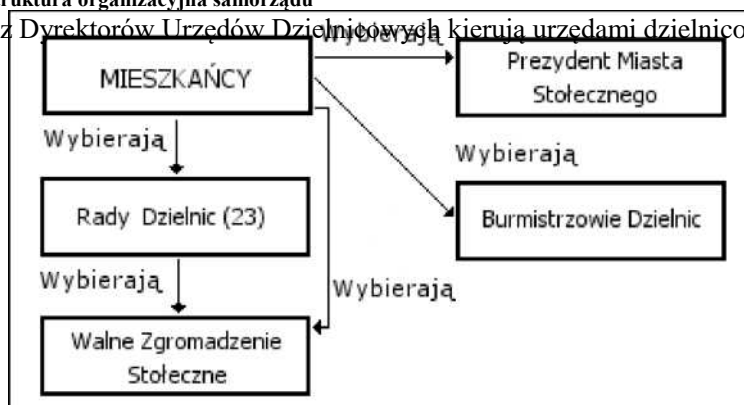 ruktura organizacyjna samorządu
z Dyrektorów Urzędów Dzielnicowych kierują urzędami dzielnico
Wybierają
MIESZKAŃCY
Prezydent Miasta
Stołecznego
Wybierają
Wybierają
Rady Dzielnic (23)
Burmistrzowie Dzielnic
Wybierają
Wybierają
Walne Zgromadzenie
Stołeczne